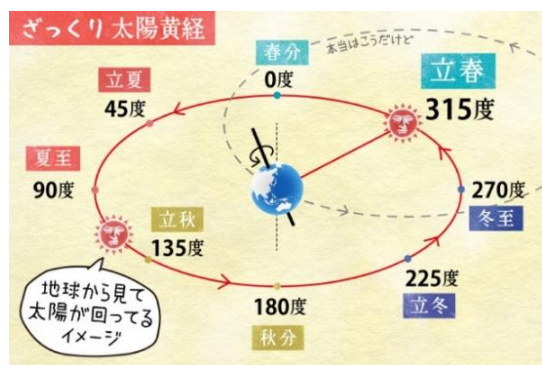 ざっくり太陽黄経
春分
0度
本当はこうだけど
立春
315度
立夏
45度
夏至
90度
270度
冬至
立秋
135度
225度
立冬
180度
秋分
地球から見て
太陽が回ってる
イメージ